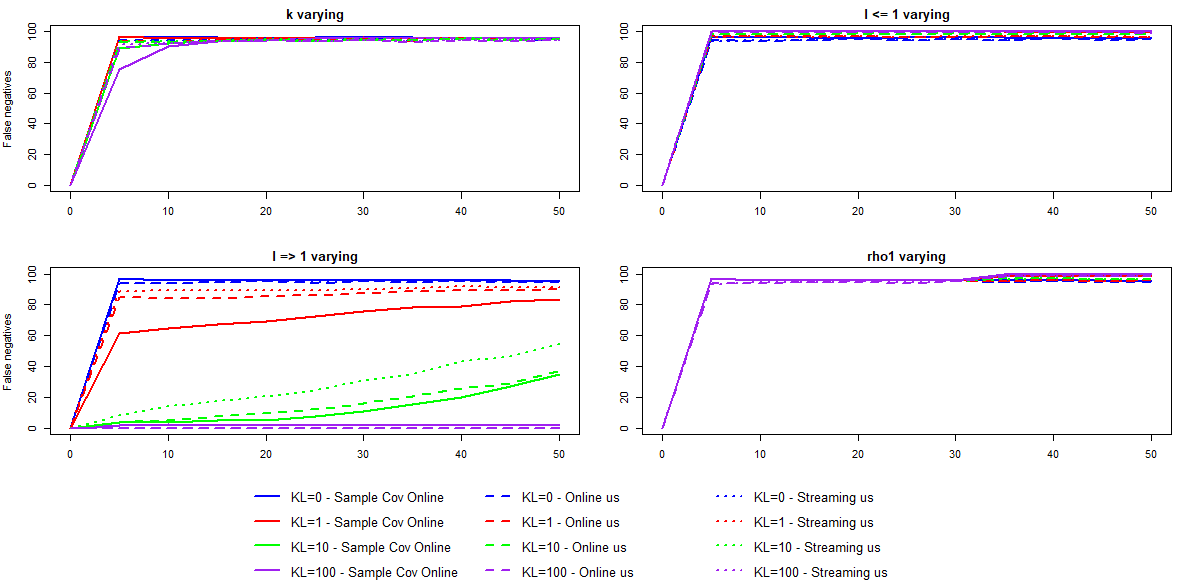 k varying
False negatives
100
80
60
40
20
0
0 10 20 30 40 50
l <= 1 varying
100
80
60
40
20
0
0 10 20 30 40 50
l => 1 varying
False negatives
100
80
60
40
20
0
0 10 20 30 40 50
rho1 varying
100
80
60
40
20
0
0 10 20 30 40 50
KL=0 - Sample Cov Online KL=0 - Online us KL=0 - Streaming us
KL=1 - Sample Cov Online KL=1 - Online us KL=1 - Streaming us
KL=10 - Sample Cov Online KL=10 - Online us KL=10 - Streaming us
KL=100 - Sample Cov Online KL=100 - Online us KL=100 - Streaming us